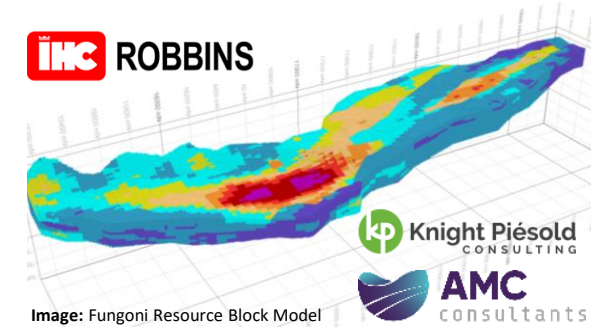 IHC ROBBINS
kp Knight Piésold
CONSULTING
AMC
consultants
Image: Fungoni Resource Block Model